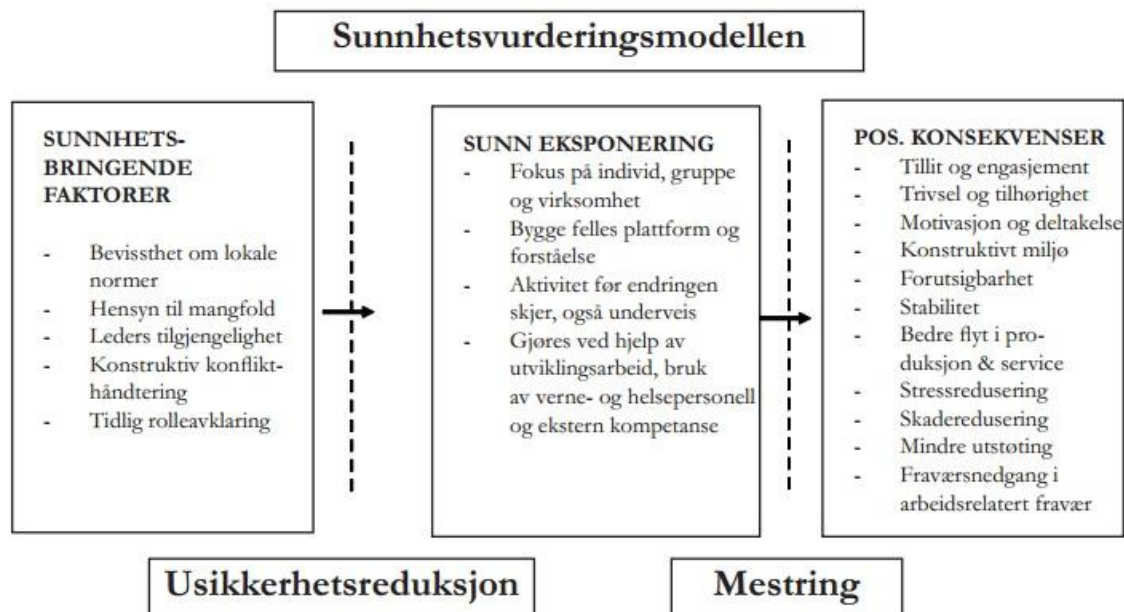 Sunnhetsvurderingsmodellen
SUNNHETS-
BRINGENDE
FAKTORER
- Bevissthet om lokale
normer
- Hensyn til mangfold
- Leders tilgjengelighet
- Konstruktiv konflikt-
håndtering
- Tidlig rolleavklaring
SUNN EKSPONERING
- Fokus på individ, gruppe
og virksomhet
- Bygge felles plattform og
forståelse
- Aktivitet før endringen
skjer, også underveis
- Gjøres ved hjelp av
utviklingsarbeid, bruk
av verne- og helsepersonell
og ekstern kompetanse
POS. KONSEKVENSER
- Tillit og engasjement
- Trivsel og tilhørighet
- Motivasjon og deltakelse
- Konstruktivt miljø
- Forutsigbarhet
- Stabilitet
- Bedre flyt i pro-
duksjon & service
- Stressredusering
- Skaderedusering
- Mindre utstøting
- Fraværsnedgang i
arbeidsrelatert fravær
Usikkerhetsreduksjon
Mestring